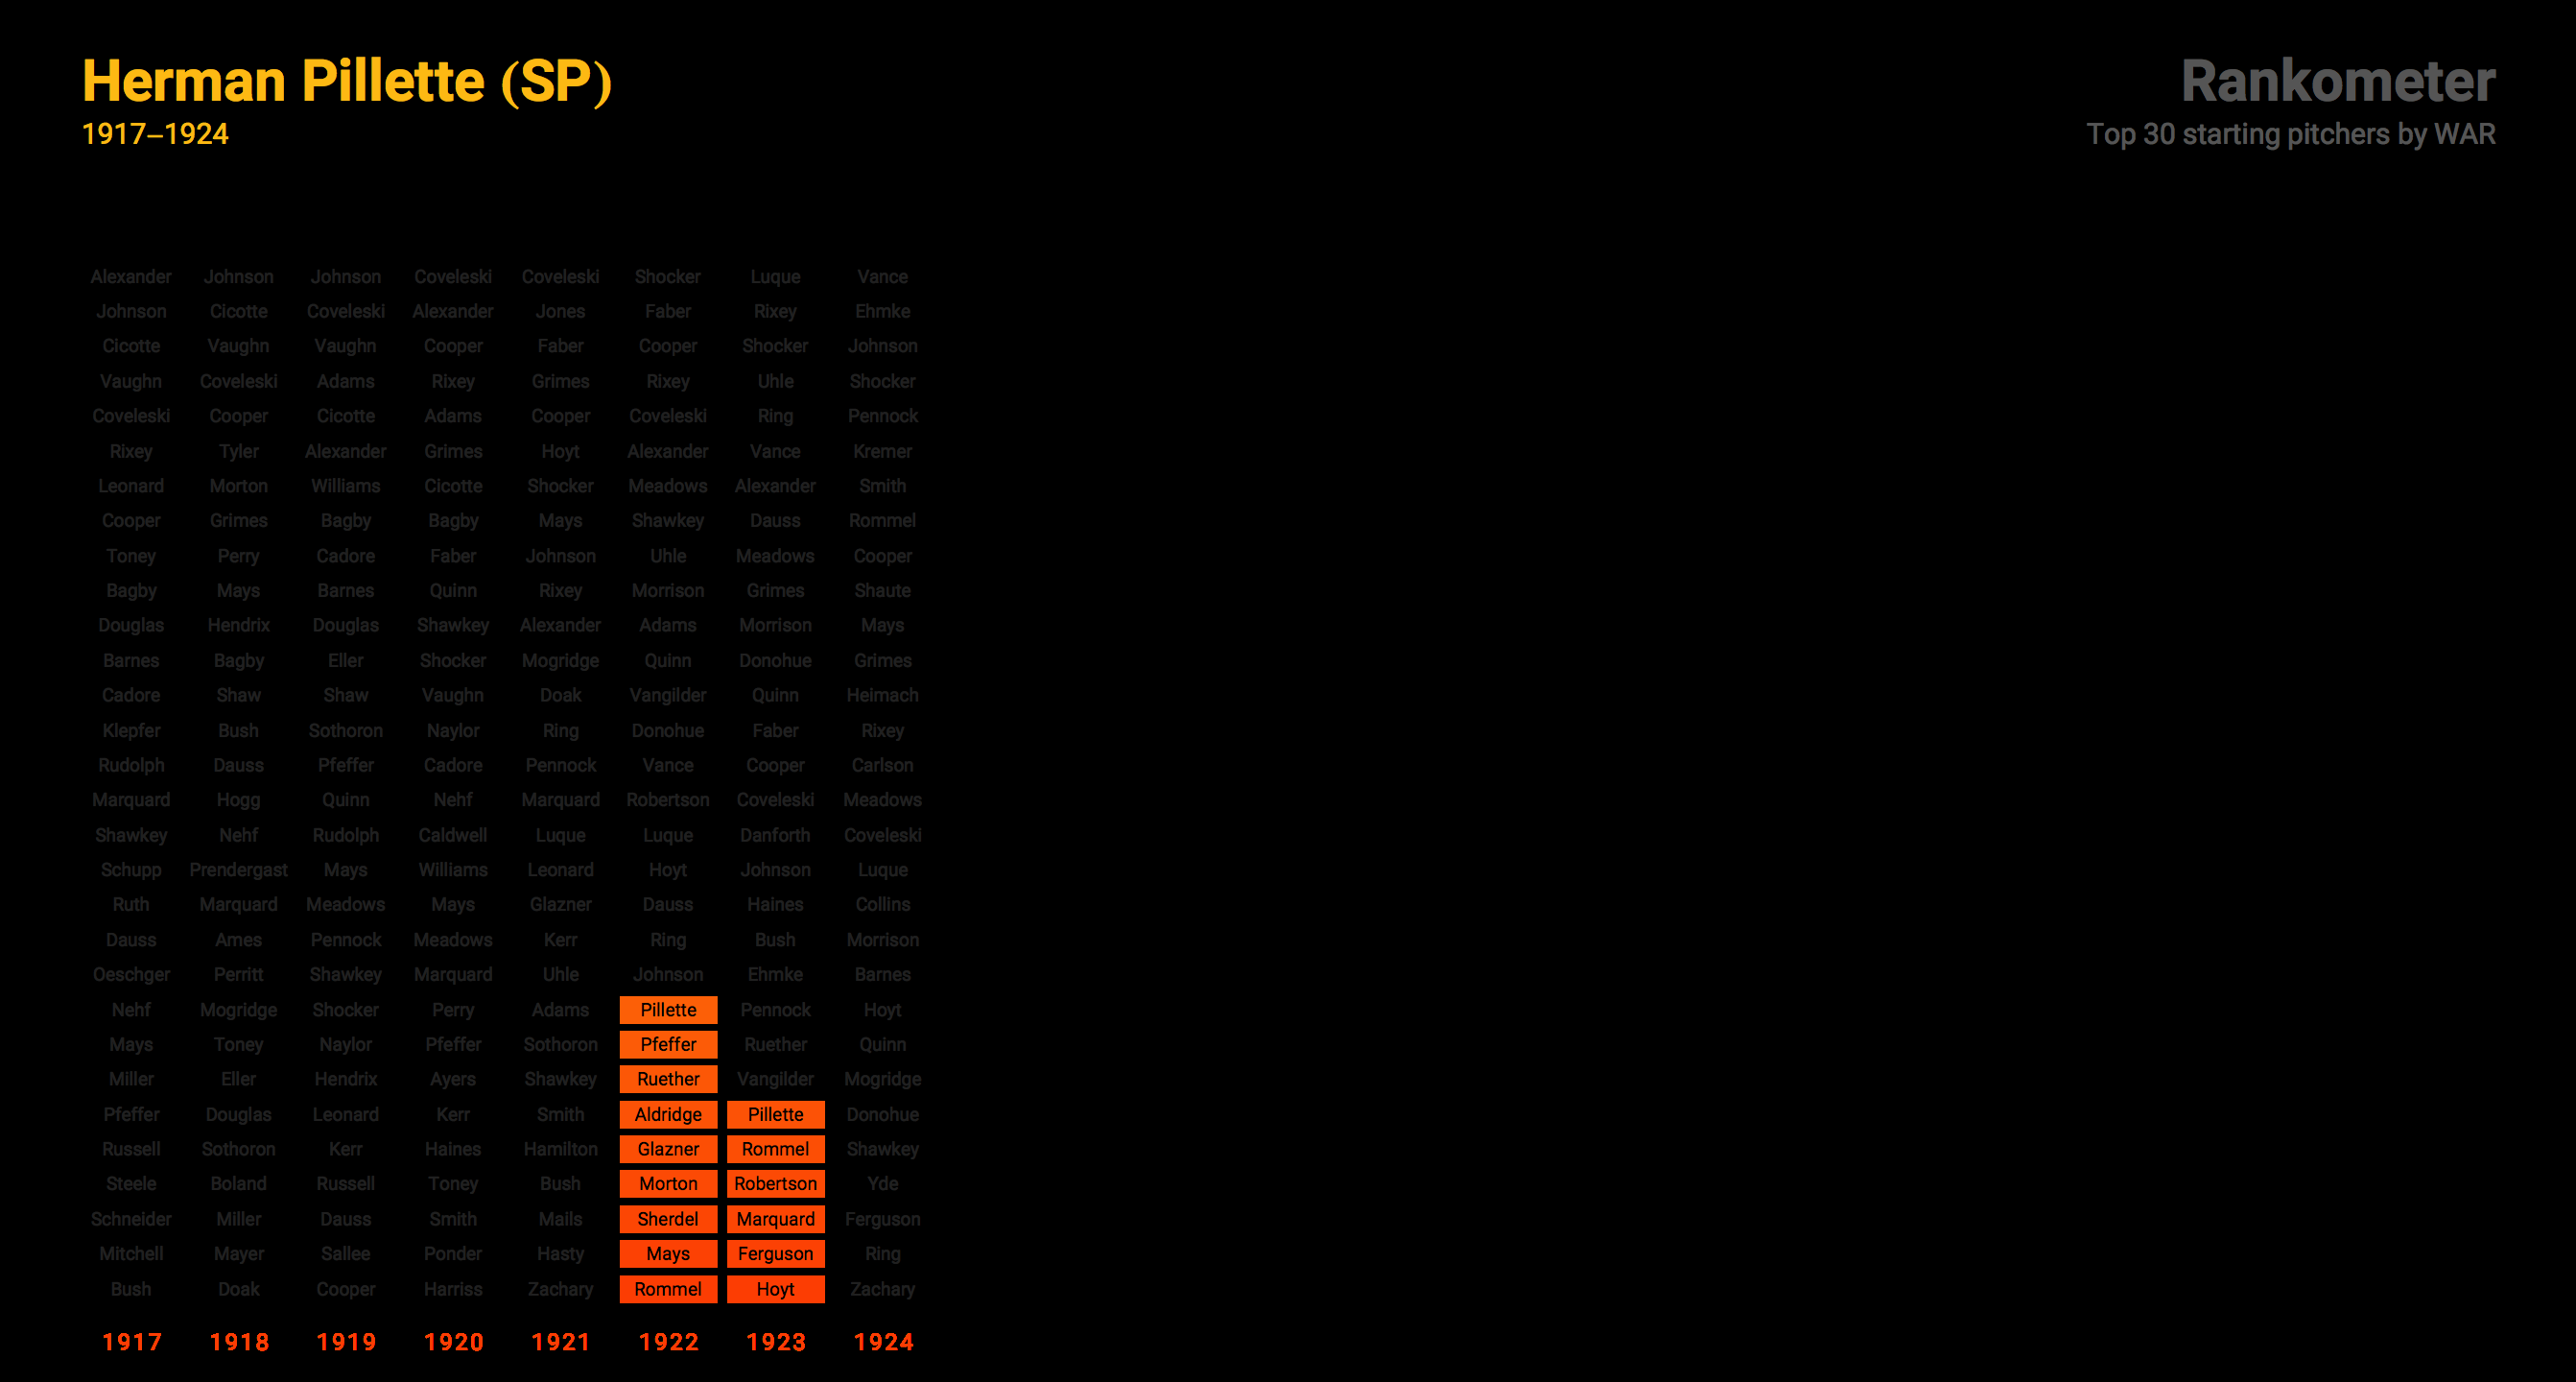 Herman Pillette (SP)
1917–1924
Rankometer
Top 30 starting pitchers by WAR
Alexander Johnson Johnson Coveleski Coveleski Shocker Luque Vance
Johnson Cicotte Coveleski Alexander Jones Faber Rixey Ehmke
Cicotte Vaughn Vaughn Cooper Faber Cooper Shocker Johnson
Vaughn Coveleski Adams Rixey Grimes Rixey Uhle Shocker
Coveleski Cooper Cicotte Adams Cooper Coveleski Ring Pennock
Rixey Tyler Alexander Grimes Hoyt Alexander Vance Kremer
Leonard Morton Williams Cicotte Shocker Meadows Alexander Smith
Cooper Grimes Bagby Bagby Mays Shawkey Dauss Rommel
Toney Perry Cadore Faber Johnson Uhle Meadows Cooper
Bagby Mays Barnes Quinn Rixey Morrison Grimes Shaute
Douglas Hendrix Douglas Shawkey Alexander Adams Morrison Mays
Barnes Bagby Eller Shocker Mogridge Quinn Donohue Grimes
Cadore Shaw Shaw Vaughn Doak Vangilder Quinn Heimach
Klepfer Bush Sothoron Naylor Ring Donohue Faber Rixey
Rudolph Dauss Pfeffer Cadore Pennock Vance Cooper Carlson
Marquard Hogg Quinn Nehf Marquard Robertson Coveleski Meadows
Shawkey Nehf Rudolph Caldwell Luque Luque Danforth Coveleski
Schupp Prendergast Mays Williams Leonard Hoyt Johnson Luque
Ruth Marquard Meadows Mays Glazner Dauss Haines Collins
Dauss Ames Pennock Meadows Kerr Ring Bush Morrison
Oeschger Perritt Shawkey Marquard Uhle Johnson Ehmke Barnes
Nehf Mogridge Shocker Perry Adams Pillette Pennock Hoyt
Mays Toney Naylor Pfeffer Sothoron Pfeffer Ruether Quinn
Miller Eller Hendrix Ayers Shawkey Ruether Vangilder Mogridge
Pfeffer Douglas Leonard Kerr Smith Aldridge Pillette Donohue
Russell Sothoron Kerr Haines Hamilton Glazner Rommel Shawkey
Steele Boland Russell Toney Bush Morton Robertson Yde
Schneider Miller Dauss Smith Mails Sherdel Marquard Ferguson
Mitchell Mayer Sallee Ponder Hasty Mays Ferguson Ring
Bush Doak Cooper Harriss Zachary Rommel Hoyt Zachary
1917 1918 1919 1920 1921 1922 1923 1924